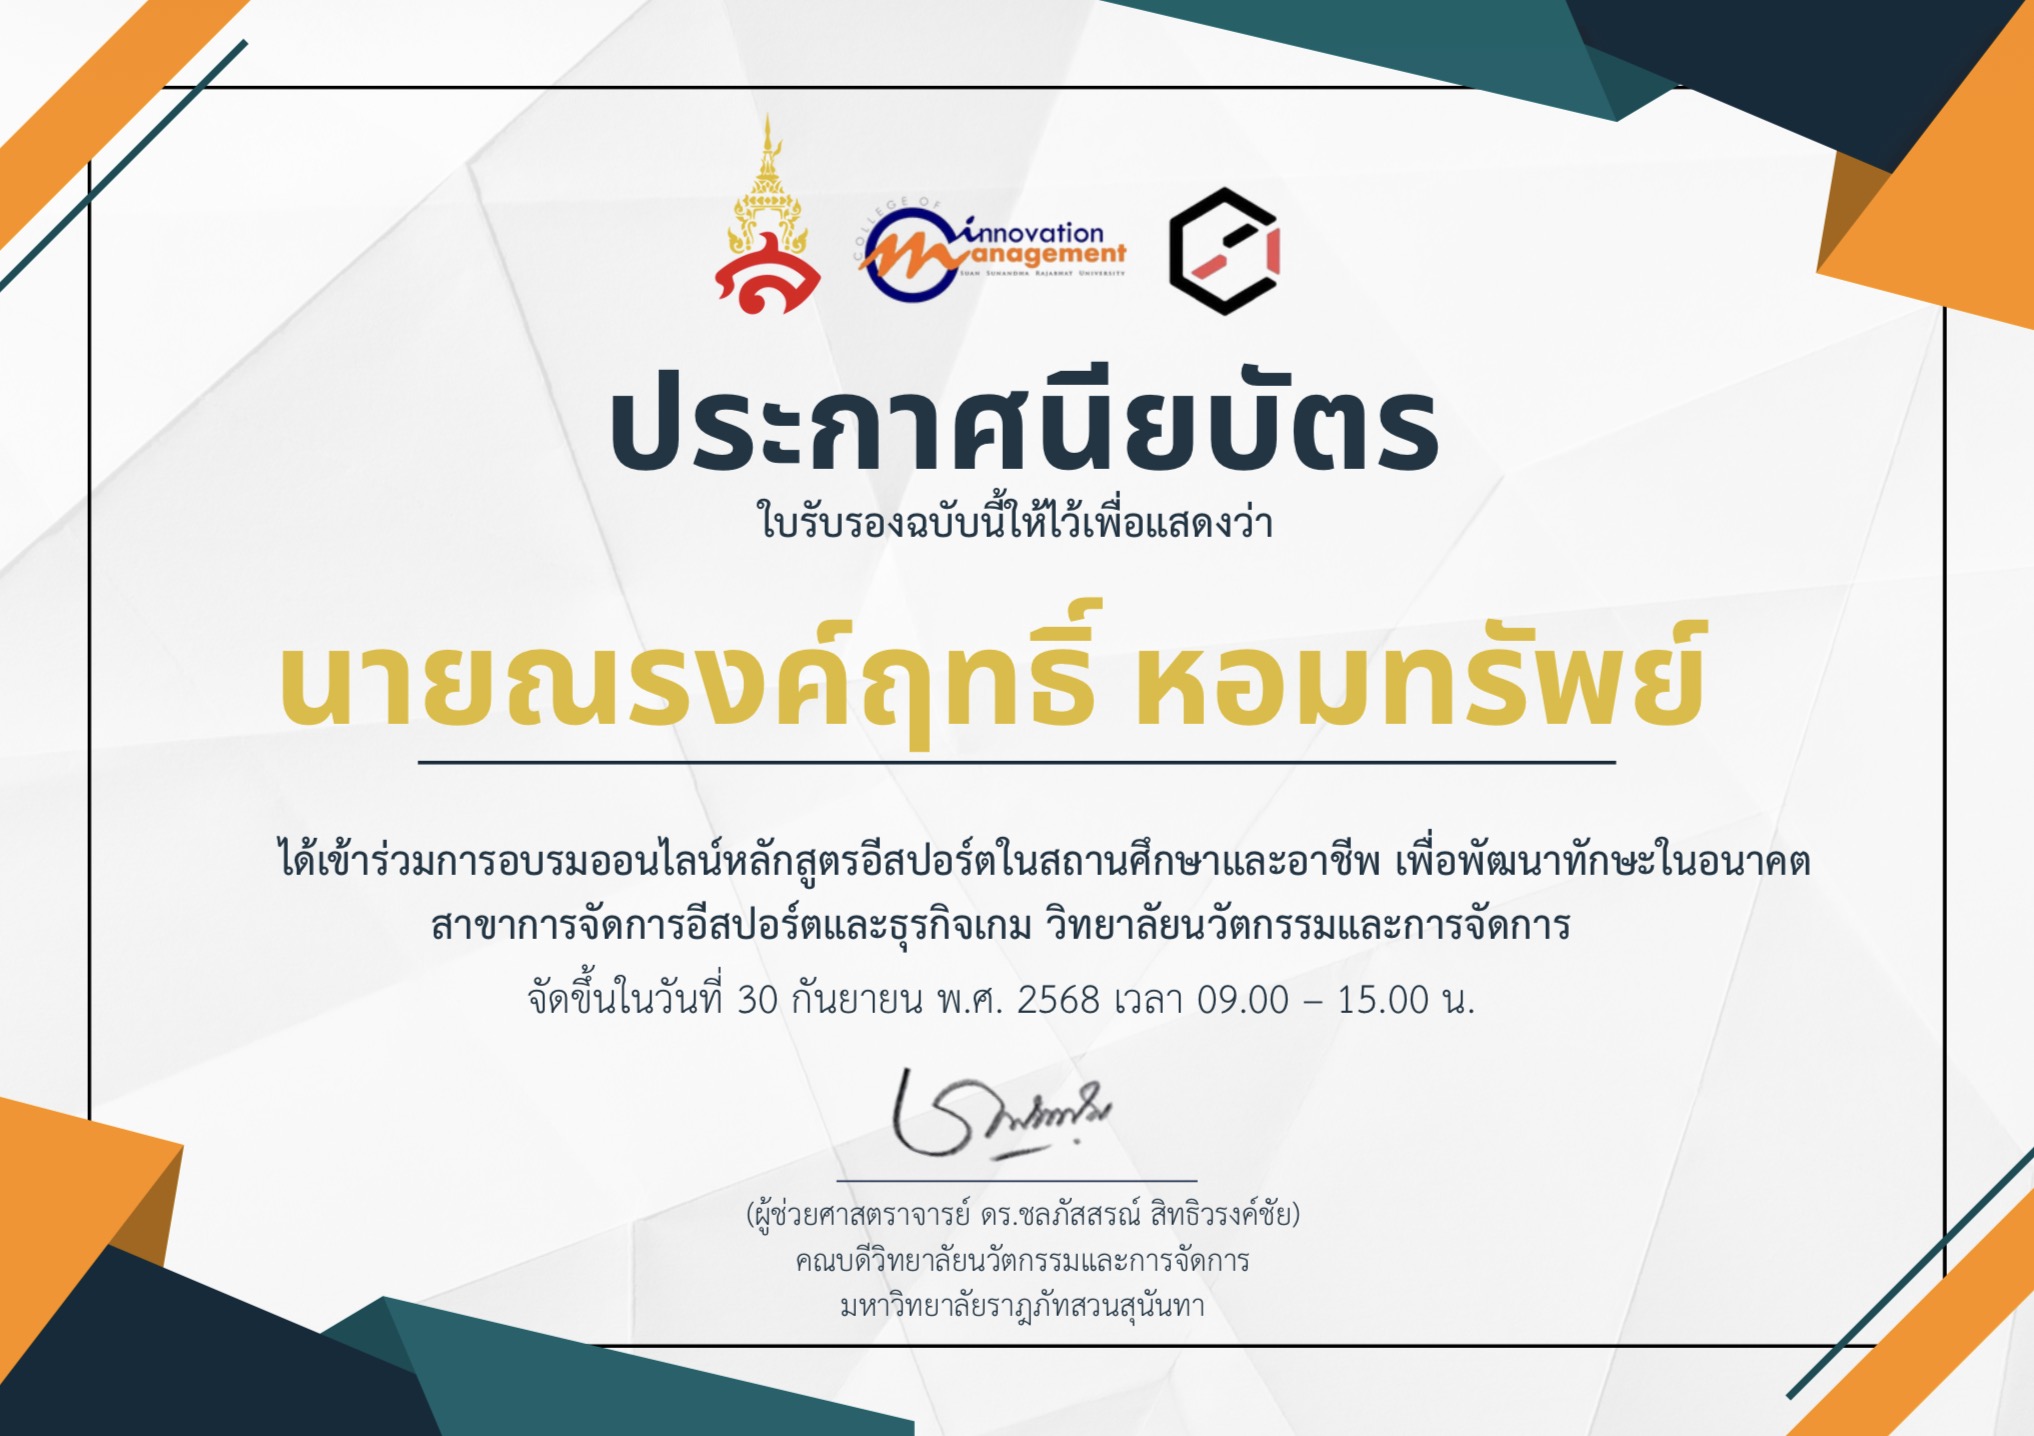 COLLEGE OF
innovation
management
SUAN SUNANDHA RAJABHAT UNIVERSITY
ประกาศนียบัตร
ใบรับรองฉบับนี้ให้ไว้เพื่อแสดงว่า
นายณรงค์ฤทธิ์ หอมทรัพย์
ได้เข้าร่วมการอบรมออนไลน์หลักสูตรอีสปอร์ตในสถานศึกษาและอาชีพ เพื่อพัฒนาทักษะในอนาคต
สาขาการจัดการอีสปอร์ตและธุรกิจเกม วิทยาลัยนวัตกรรมและการจัดการ
จัดขึ้นในวันที่ 30 กันยายน พ.ศ. 2568 เวลา 09.00 – 15.00 น.
(ผู้ช่วยศาสตราจารย์ ดร.ชลภัสสรณ์ สิทธิวรงค์ชัย)
คณบดีวิทยาลัยนวัตกรรมและการจัดการ
มหาวิทยาลัยราฎภัทสวนสุนันทา